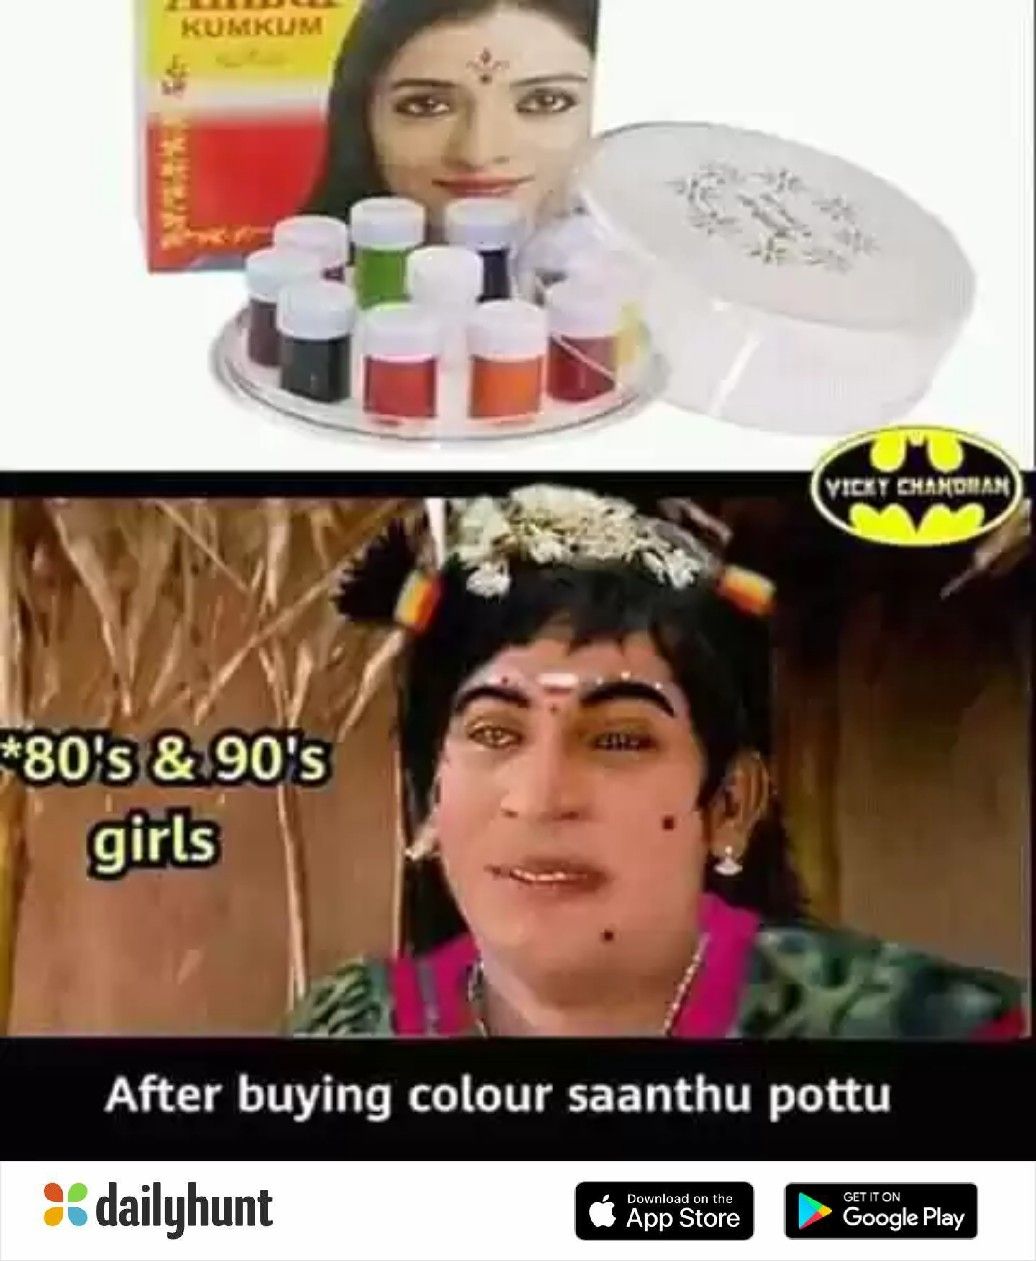 KUMKUM
VICKY CHANDRAN
*80's & 90's
girls
After buying colour saanthu pottu
dailyhunt
Download on the
App Store
GET IT ON
Google Play